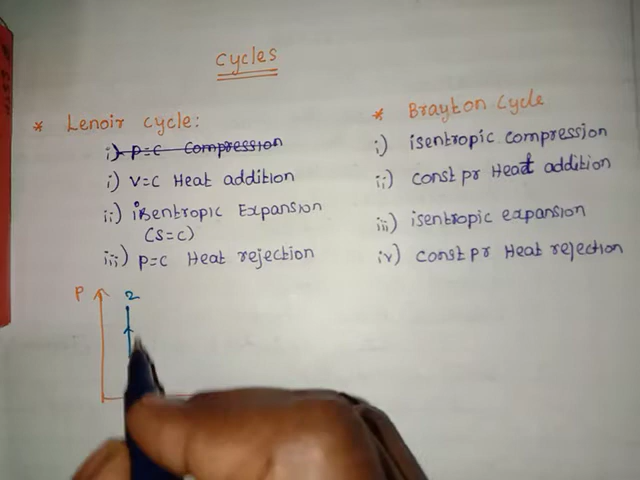 Cycles
* Lenoir cycle:
i) P=C Compression
i) V=C Heat addition
ii) isentropic Expansion
(S=C)
iii) P=C Heat rejection
P
2
* Brayton Cycle
i) isentropic compression
ii) const pr Heat addition
iii) isentropic expansion
iv) const pr Heat rejection